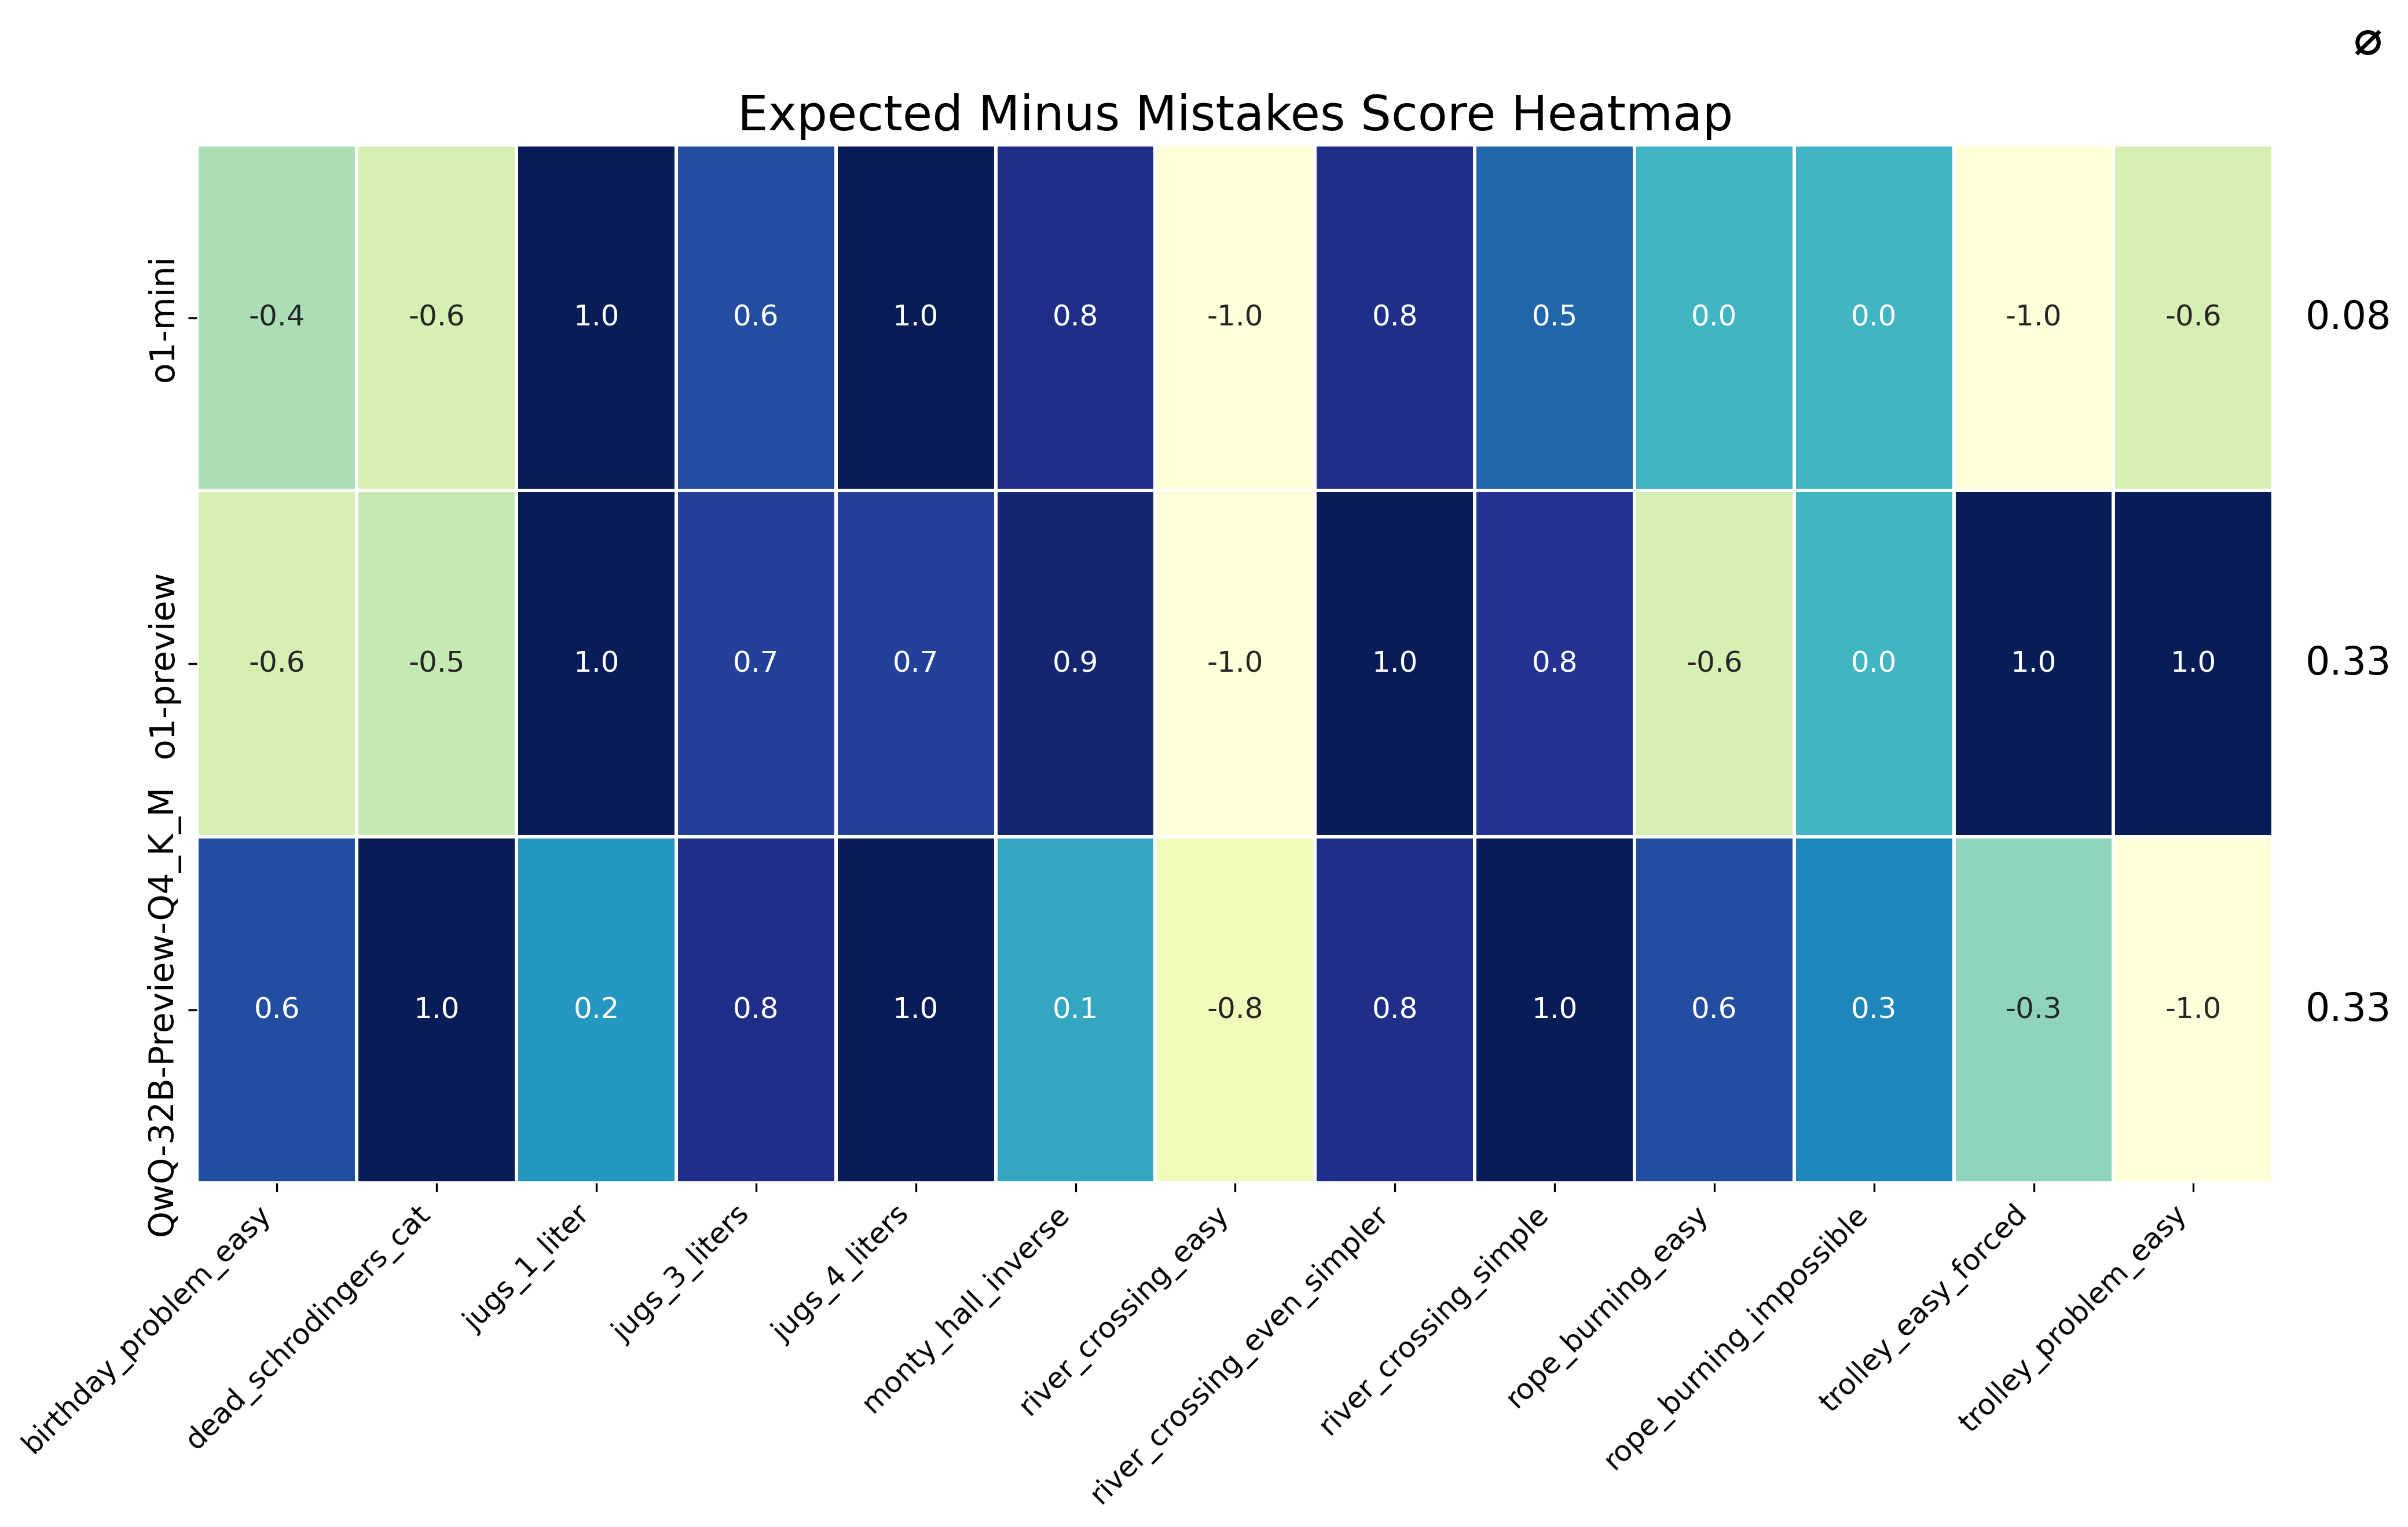 ⌀
Expected Minus Mistakes Score Heatmap
o1-mini
-0.4 -0.6 1.0 0.6 1.0 0.8 -1.0 0.8 0.5 0.0 0.0 -1.0 -0.6 0.08
o1-preview
-0.6 -0.5 1.0 0.7 0.7 0.9 -1.0 1.0 0.8 -0.6 0.0 1.0 1.0 0.33
QwQ-32B-Preview-Q4_K_M
0.6 1.0 0.2 0.8 1.0 0.1 -0.8 0.8 1.0 0.6 0.3 -0.3 -1.0 0.33
birthday_problem_easy
dead_schrodingers_cat
jugs_1_liter
jugs_3_liters
jugs_4_liters
monty_hall_inverse
river_crossing_easy
river_crossing_even_simpler
river_crossing_simple
rope_burning_easy
rope_burning_impossible
trolley_easy_forced
trolley_problem_easy